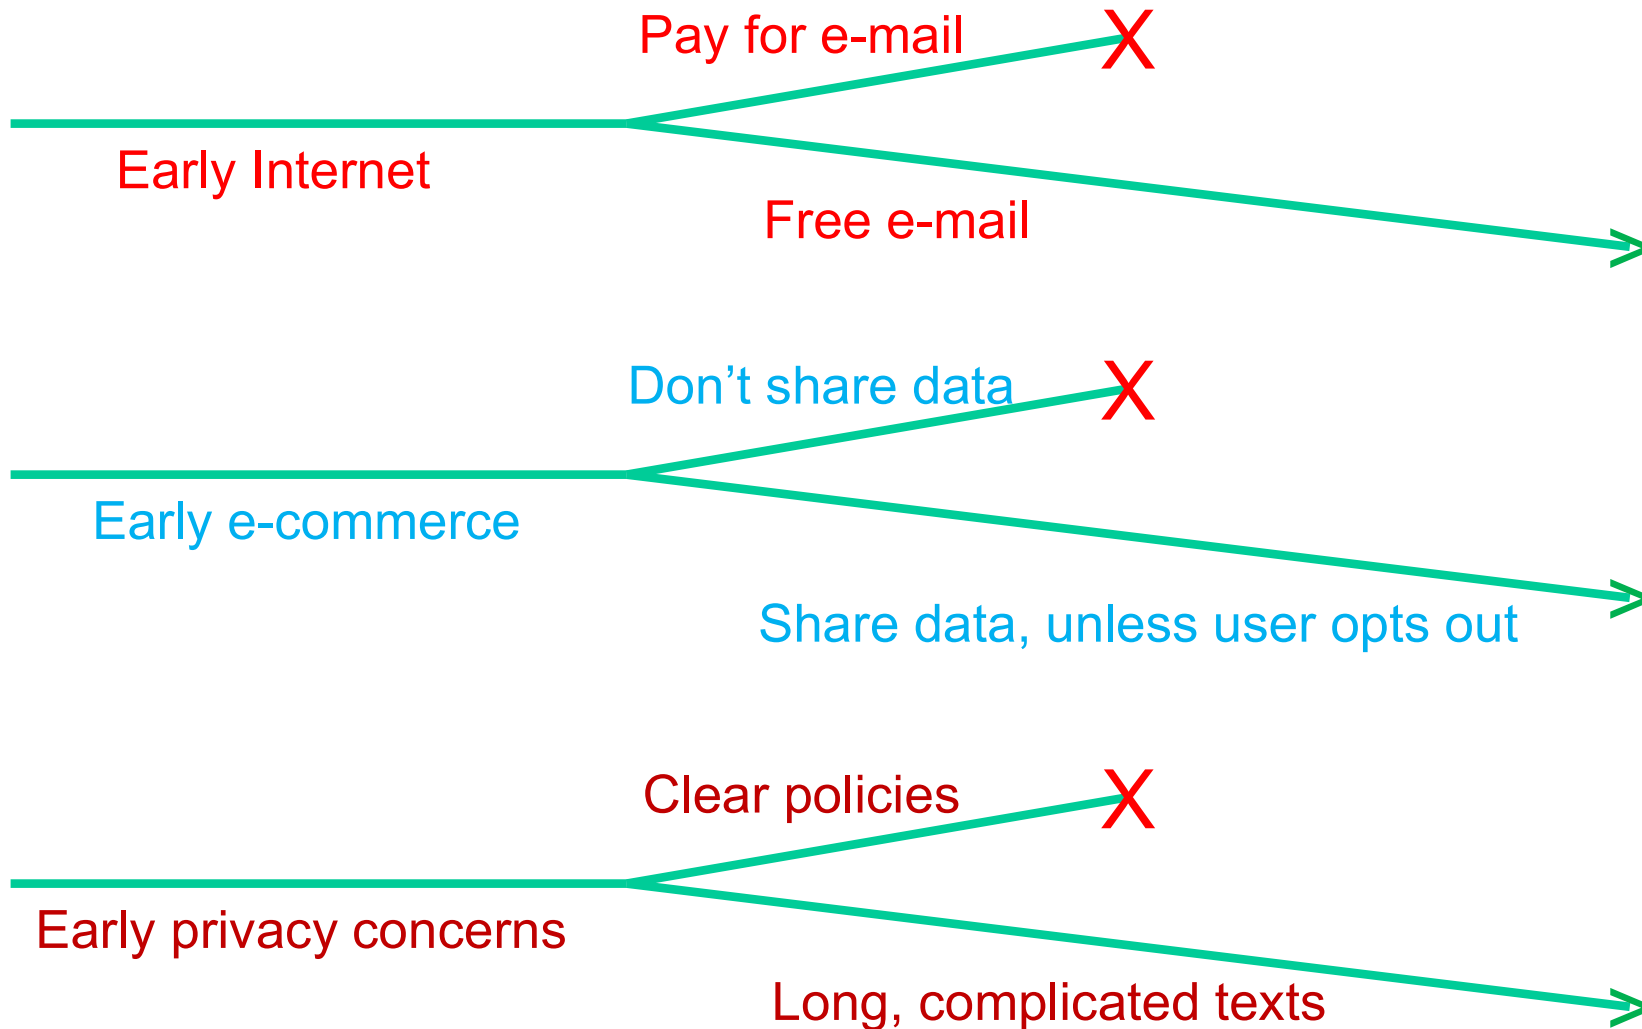 Pay for e-mail
X
Early Internet
Free e-mail
Don’t share data
X
Early e-commerce
Share data, unless user opts out
Clear policies
X
Early privacy concerns
Long, complicated texts